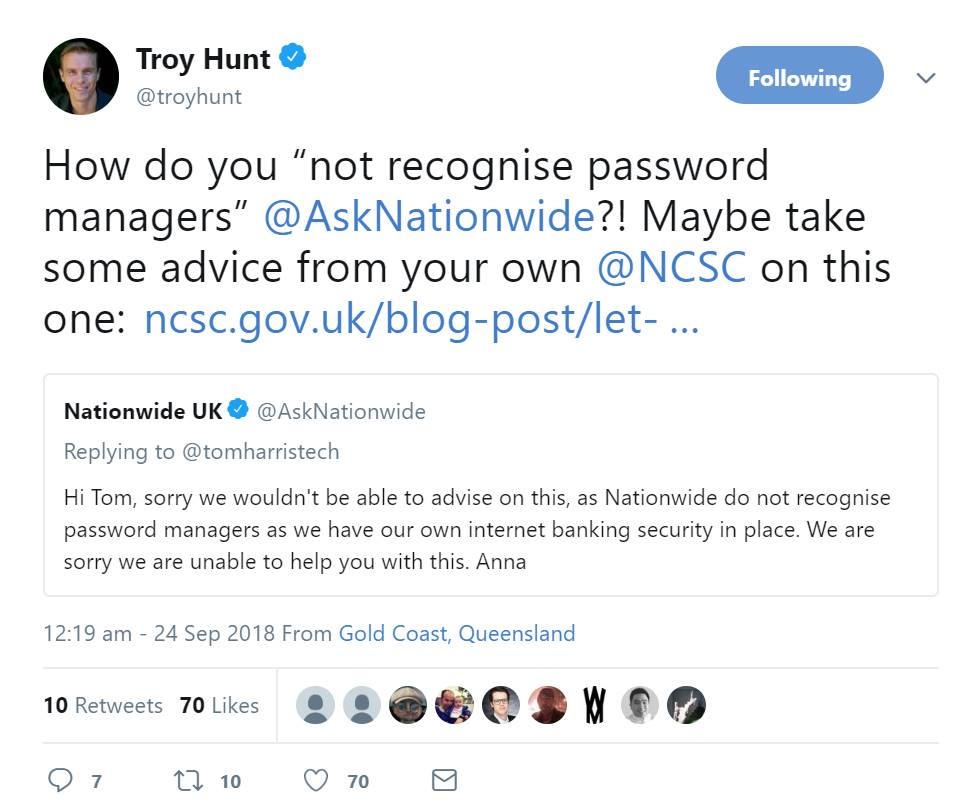 Troy Hunt
@troyhunt
Following
How do you “not recognise password
managers” @AskNationwide?! Maybe take
some advice from your own @NCSC on this
one: ncsc.gov.uk/blog-post/let- ...
Nationwide UK @AskNationwide
Replying to @tomharristech
Hi Tom, sorry we wouldn't be able to advise on this, as Nationwide do not recognise
password managers as we have our own internet banking security in place. We are
sorry we are unable to help you with this. Anna
12:19 am - 24 Sep 2018 From Gold Coast, Queensland
10 Retweets 70 Likes
7 10 70